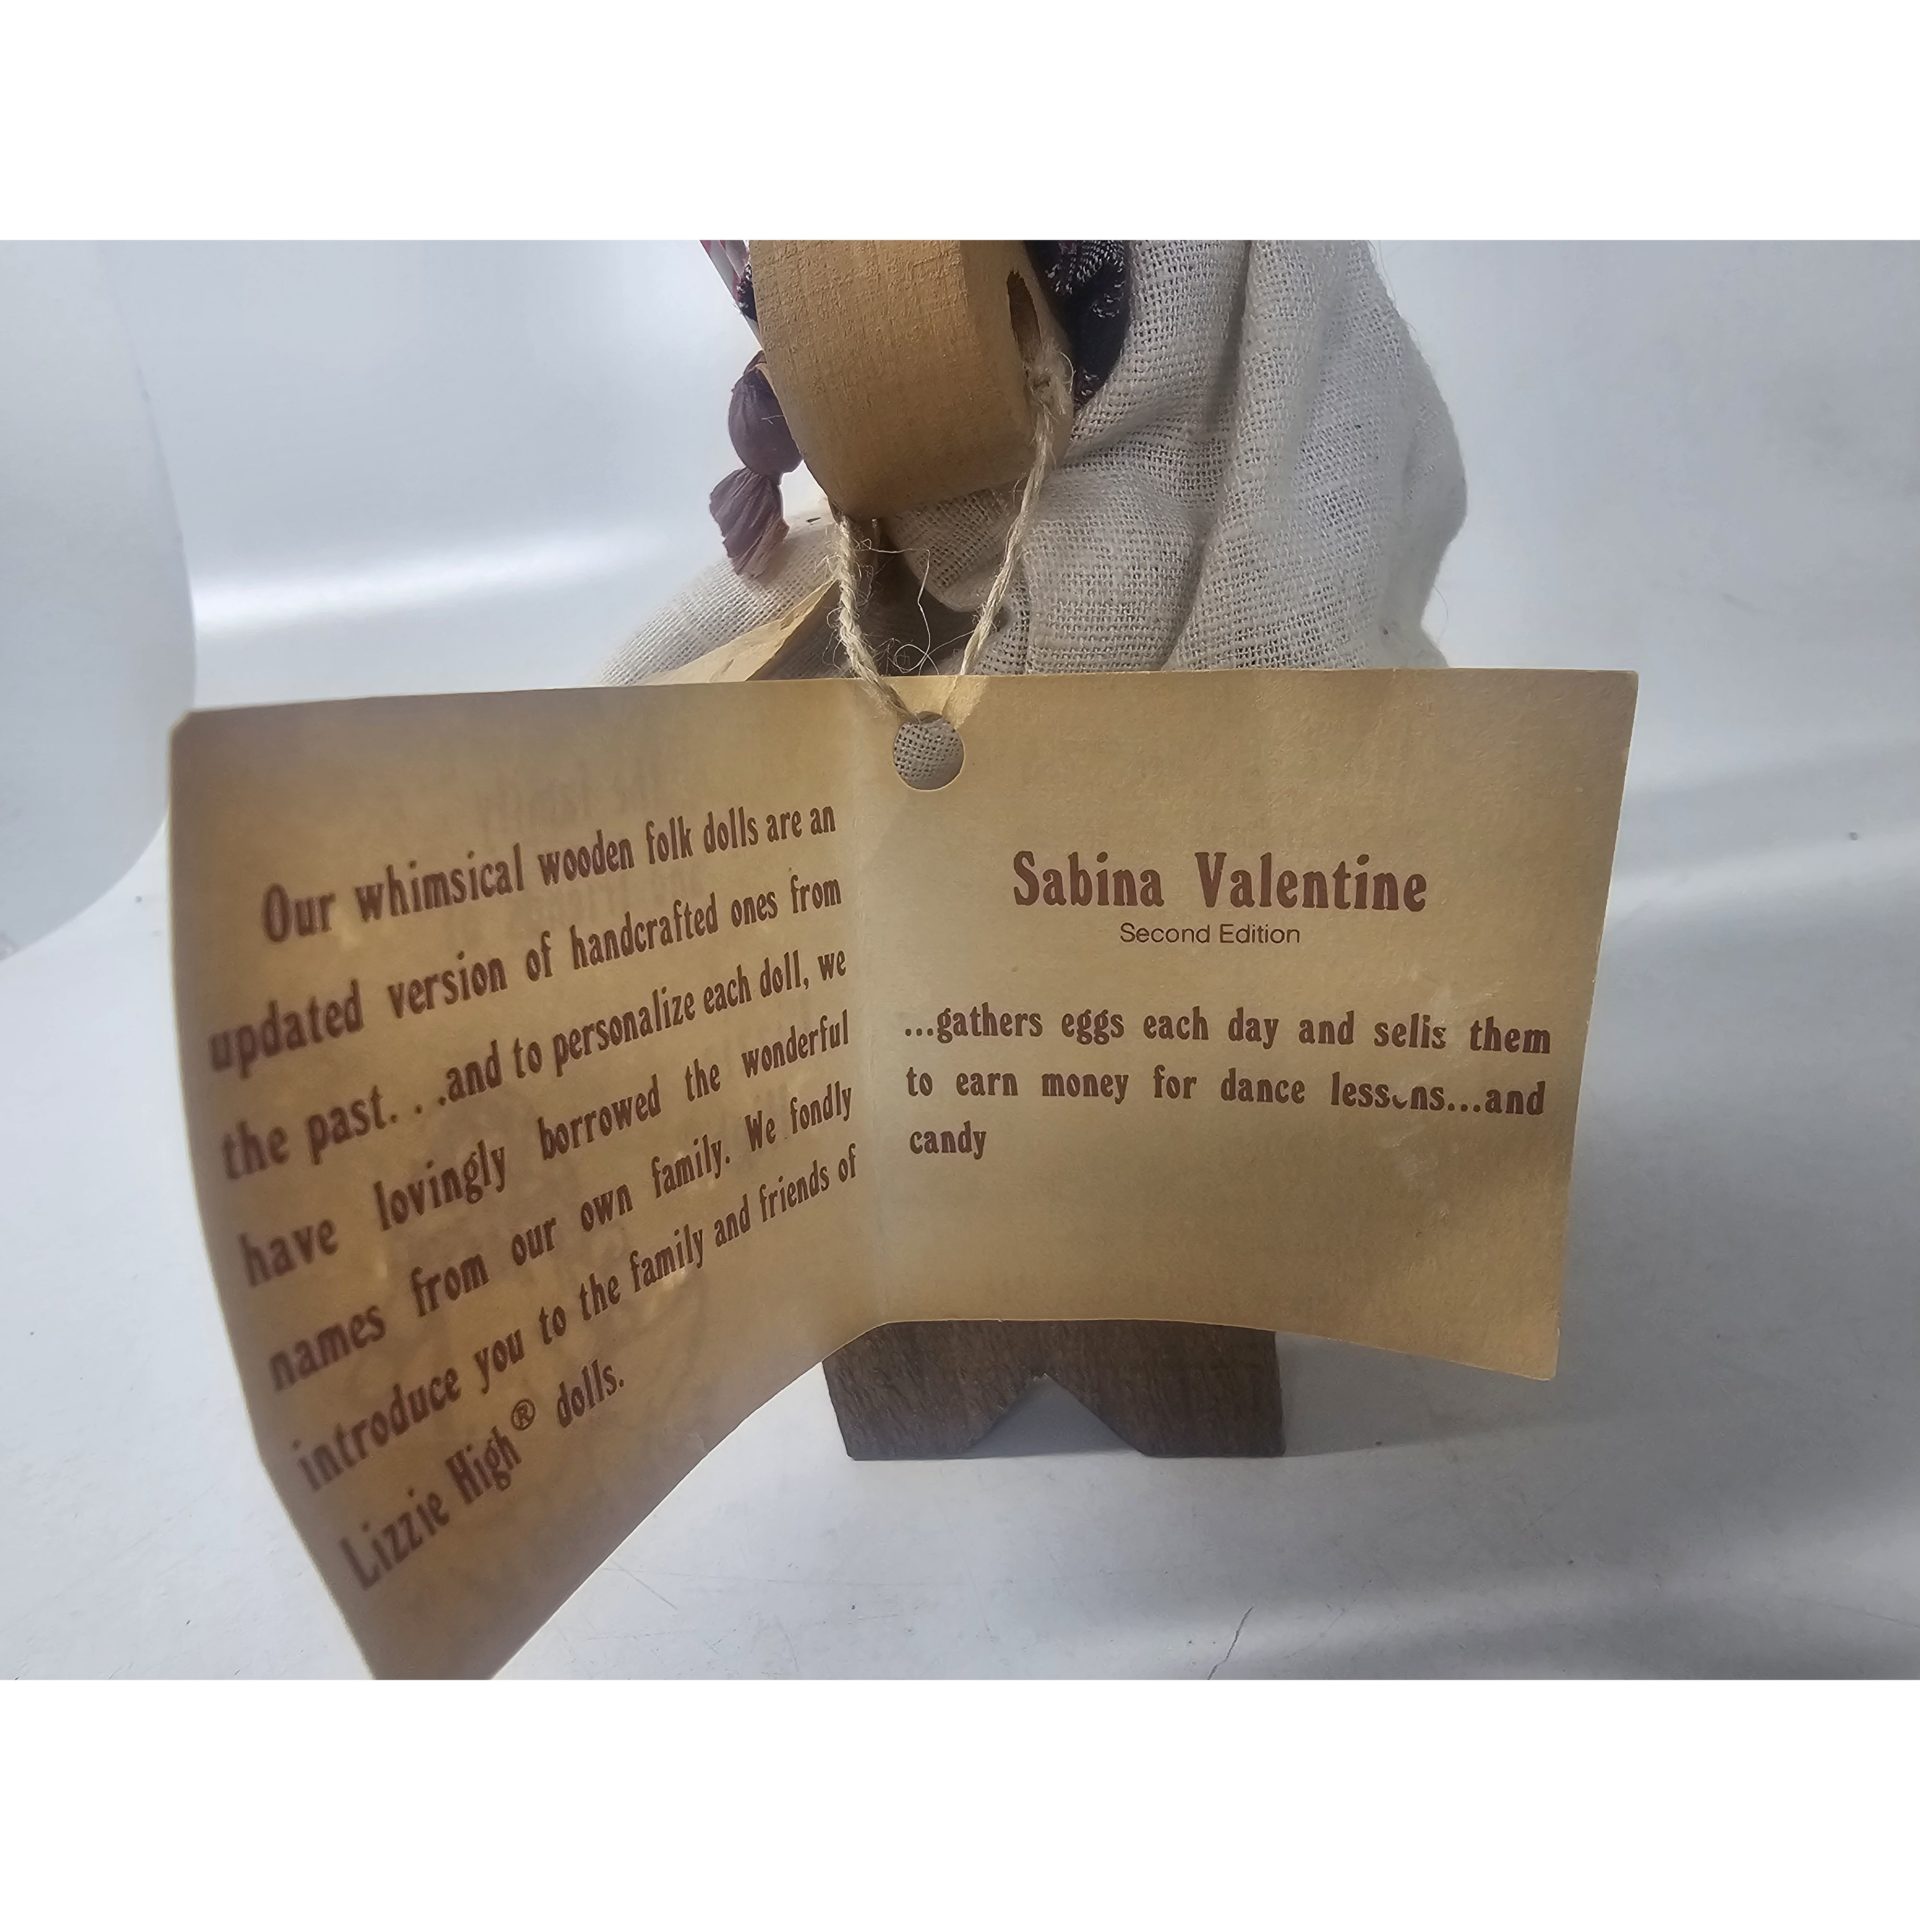 Our whimsical wooden folk dolls are an
updated version of handcrafted ones from
the past. . .and to personalize each doll, we
have lovingly borrowed the wonderful
names from our own family. We fondly
introduce you to the family and friends of
Lizzie High® dolls.
Sabina Valentine
Second Edition
...gathers eggs each day and sells them
to earn money for dance lessons...and
candy